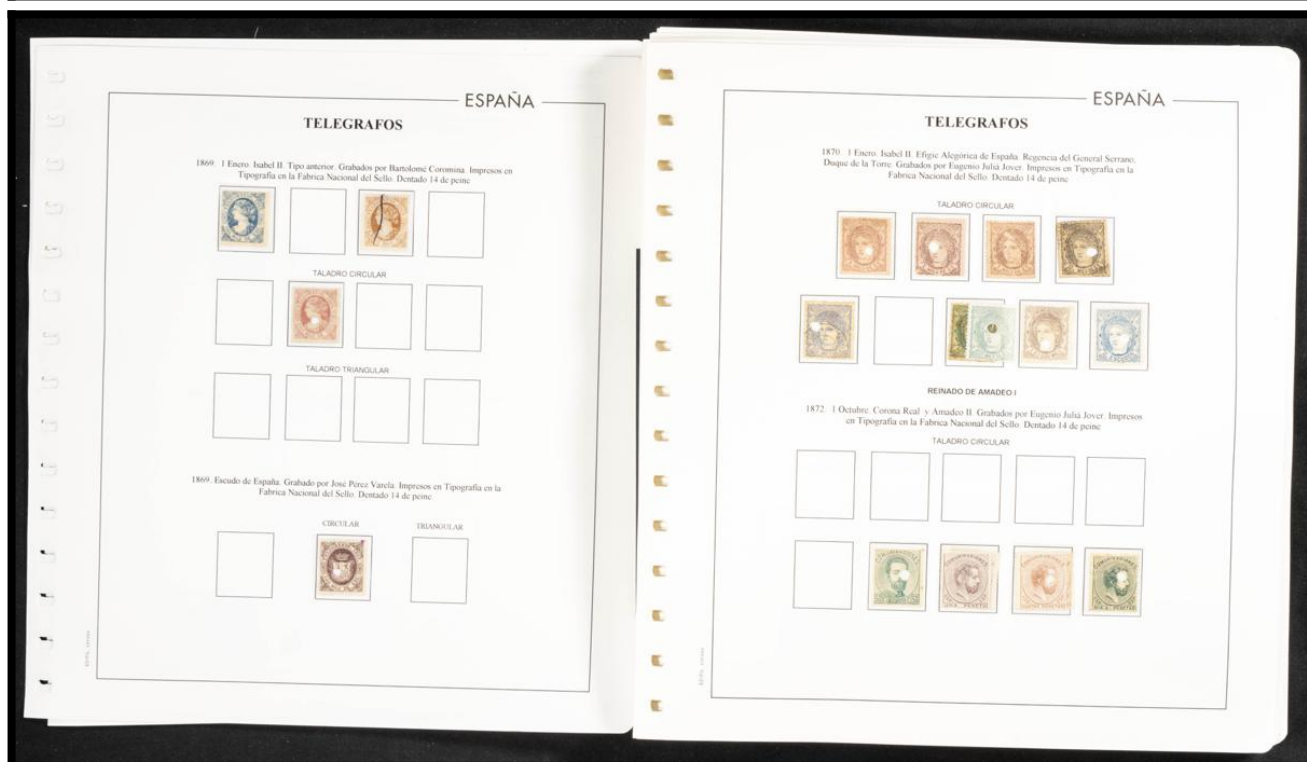 ESPAÑA
TELEGRAFOS
1869. 1 Enero. Isabel II. Tipo anterior. Grabados por Bartolomé Coromina. Impresos en
Tipografía en la Fabrica Nacional del Sello. Dentado 14 de peine
TALADRO CIRCULAR
TALADRO TRIANGULAR
1869. Escudo de España. Grabado por José Pérez Varela. Impresos en Tipografía en la
Fabrica Nacional del Sello. Dentado 14 de peine
CIRCULAR
TRIANGULAR
ESPAÑA
TELEGRAFOS
1870. 1 Enero. Isabel II. Efigie Alegórica de España. Regencia del General Serrano.
Duque de la Torre. Grabados por Eugenio Juliá Jover. Impresos en Tipografía en la
Fabrica Nacional del Sello. Dentado 14 de peine
TALADRO CIRCULAR
REINADO DE AMADEO I
1872. 1 Octubre. Corona Real y Amadeo II. Grabados por Eugenio Juliá Jover. Impresos
en Tipografía en la Fabrica Nacional del Sello. Dentado 14 de peine
TALADRO CIRCULAR